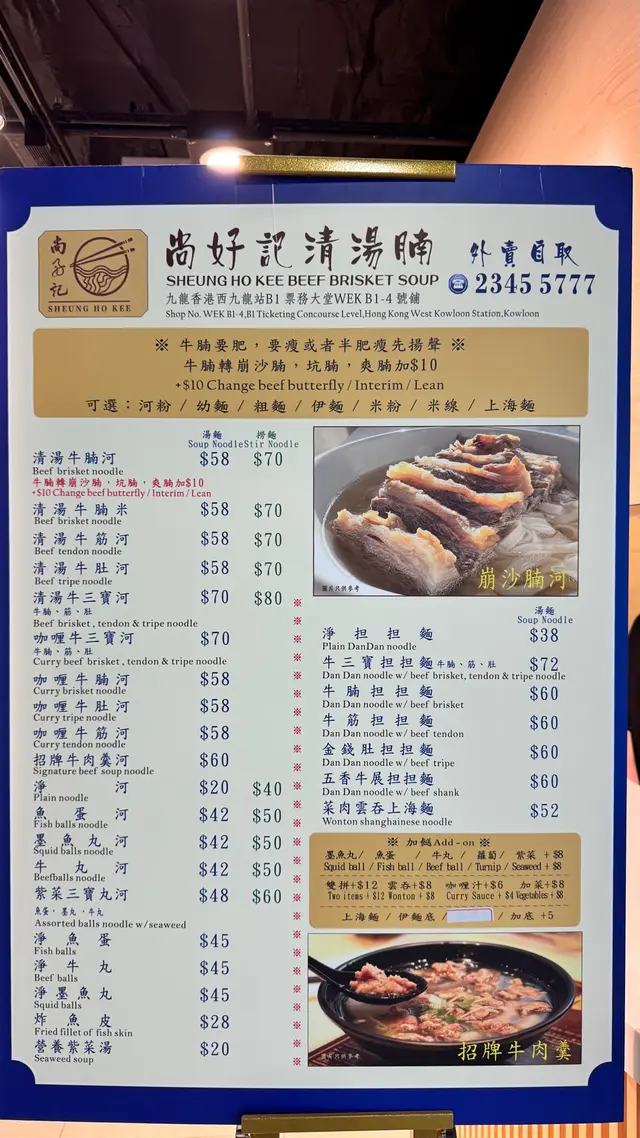 尚好記
SHEUNG HO KEE
尚好記清湯腩
SHEUNG HO KEE BEEF BRISKET SOUP
外賣自取
☎ 2345 5777
九龍香港西九龍站B1 票務大堂WEK B1-4 號舖
Shop No. WEK B1-4,B1 Ticketing Concourse Level,Hong Kong West Kowloon Station,Kowloon
※ 牛腩要肥,要瘦或者半肥瘦先揚聲 ※
牛腩轉崩沙腩,坑腩,爽腩加$10
+$10 Change beef butterfly / Interim / Lean
可選:河粉 / 幼麵 / 粗麵 / 伊麵 / 米粉 / 米線 / 上海麵
湯麵 撈麵
Soup Noodle Stir Noodle
清湯牛腩河 $58 $70
Beef brisket noodle
牛腩轉崩沙腩,坑腩,爽腩加$10
+$10 Change beef butterfly / Interim / Lean
清湯牛腩米 $58 $70
Beef brisket noodle
清湯牛筋河 $58 $70
Beef tendon noodle
清湯牛肚河 $58 $70
Beef tripe noodle
清湯牛三寶河 $70 $80
牛腩、筋、肚
Beef brisket, tendon & tripe noodle
咖喱牛三寶河 $70
牛腩、筋、肚
Curry beef brisket, tendon & tripe noodle
咖喱牛腩河 $58
Curry brisket noodle
咖喱牛肚河 $58
Curry tripe noodle
咖喱牛筋河 $58
Curry tendon noodle
招牌牛肉羹河 $60
Signature beef soup noodle
淨河 $20 $40
Plain noodle
魚蛋河 $42 $50
Fish balls noodle
墨魚丸河 $42 $50
Squid balls noodle
牛丸河 $42 $50
Beefballs noodle
紫菜三寶丸河 $48 $60
魚蛋, 墨丸, 牛丸
Assorted balls noodle w/seaweed
淨魚蛋 $45
Fish balls
淨牛丸 $45
Beef balls
淨墨魚丸 $45
Squid balls
炸魚皮 $28
Fried fillet of fish skin
營養紫菜湯 $20
Seaweed soup
圖片只供參考
崩沙腩河
湯麵
Soup Noodle
淨担担麵 $38
Plain DanDan noodle
牛三寶担担麵 牛腩、筋、肚 $72
Dan Dan noodle w/ beef brisket, tendon & tripe noodle
牛腩担担麵 $60
Dan Dan noodle w/ beef brisket
牛筋担担麵 $60
Dan Dan noodle w/ beef tendon
金錢肚担担麵 $60
Dan Dan noodle w/ beef tripe
五香牛展担担麵 $60
Dan Dan noodle w/ beef shank
菜肉雲吞上海麵 $52
Wonton shanghainese noodle
※ 加餸Add-on ※
墨魚丸/ 魚蛋 / 牛丸 / 蘿蔔/ 紫菜 +$8
Squid ball / Fish ball / Beef ball / Turnip / Seaweed + $8
雙拼+$12 雲吞+$8 咖喱汁+$6 加菜+$8
Two items + $12 Wonton + $8 Curry Sauce + $4 Vegetables + $8
上海麵 / 伊麵底 / / 加底 +5
圖片只供參考
招牌牛肉羹